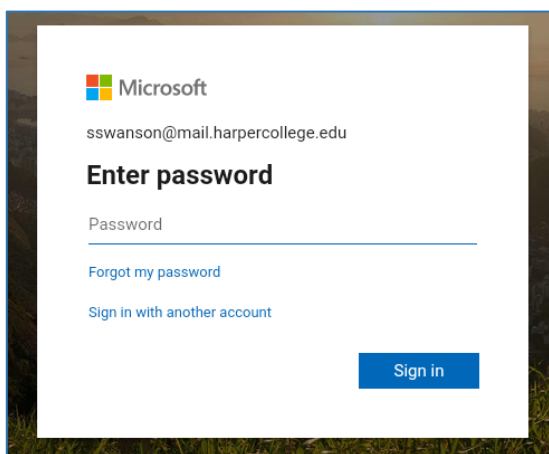 Microsoft
sswanson@mail.harpercollege.edu
Enter password
Password
Forgot my password
Sign in with another account
Sign in